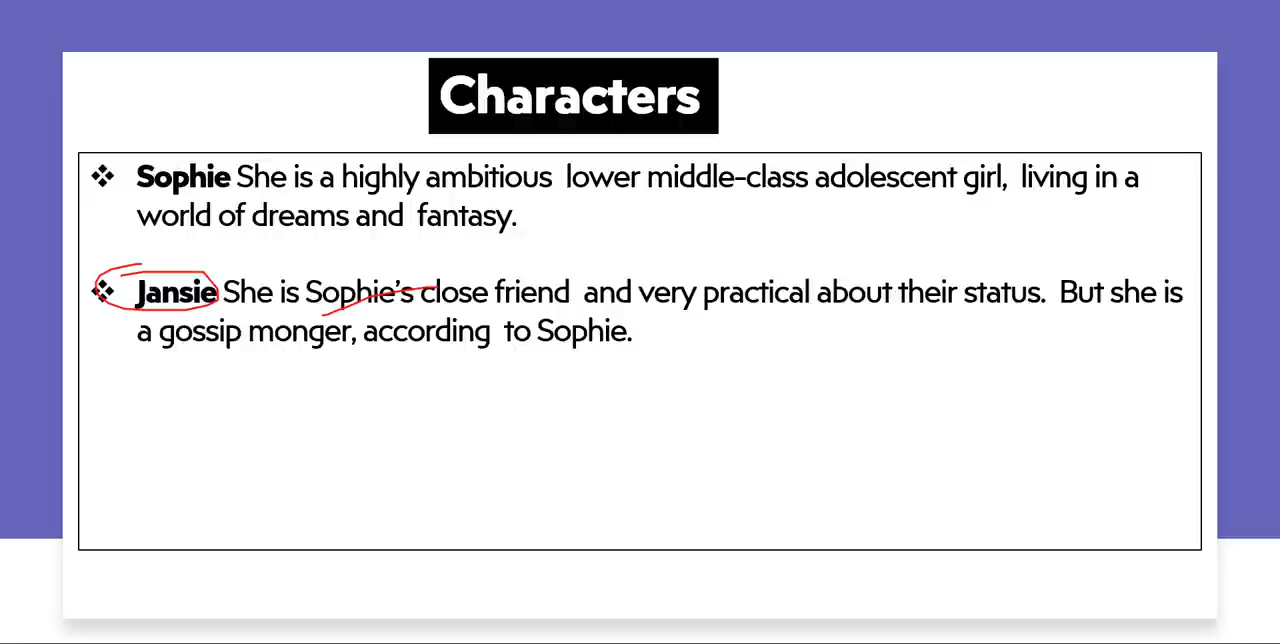 Characters
❖ Sophie She is a highly ambitious lower middle-class adolescent girl, living in a
world of dreams and fantasy.
❖ Jansie She is Sophie's close friend and very practical about their status. But she is
a gossip monger, according to Sophie.